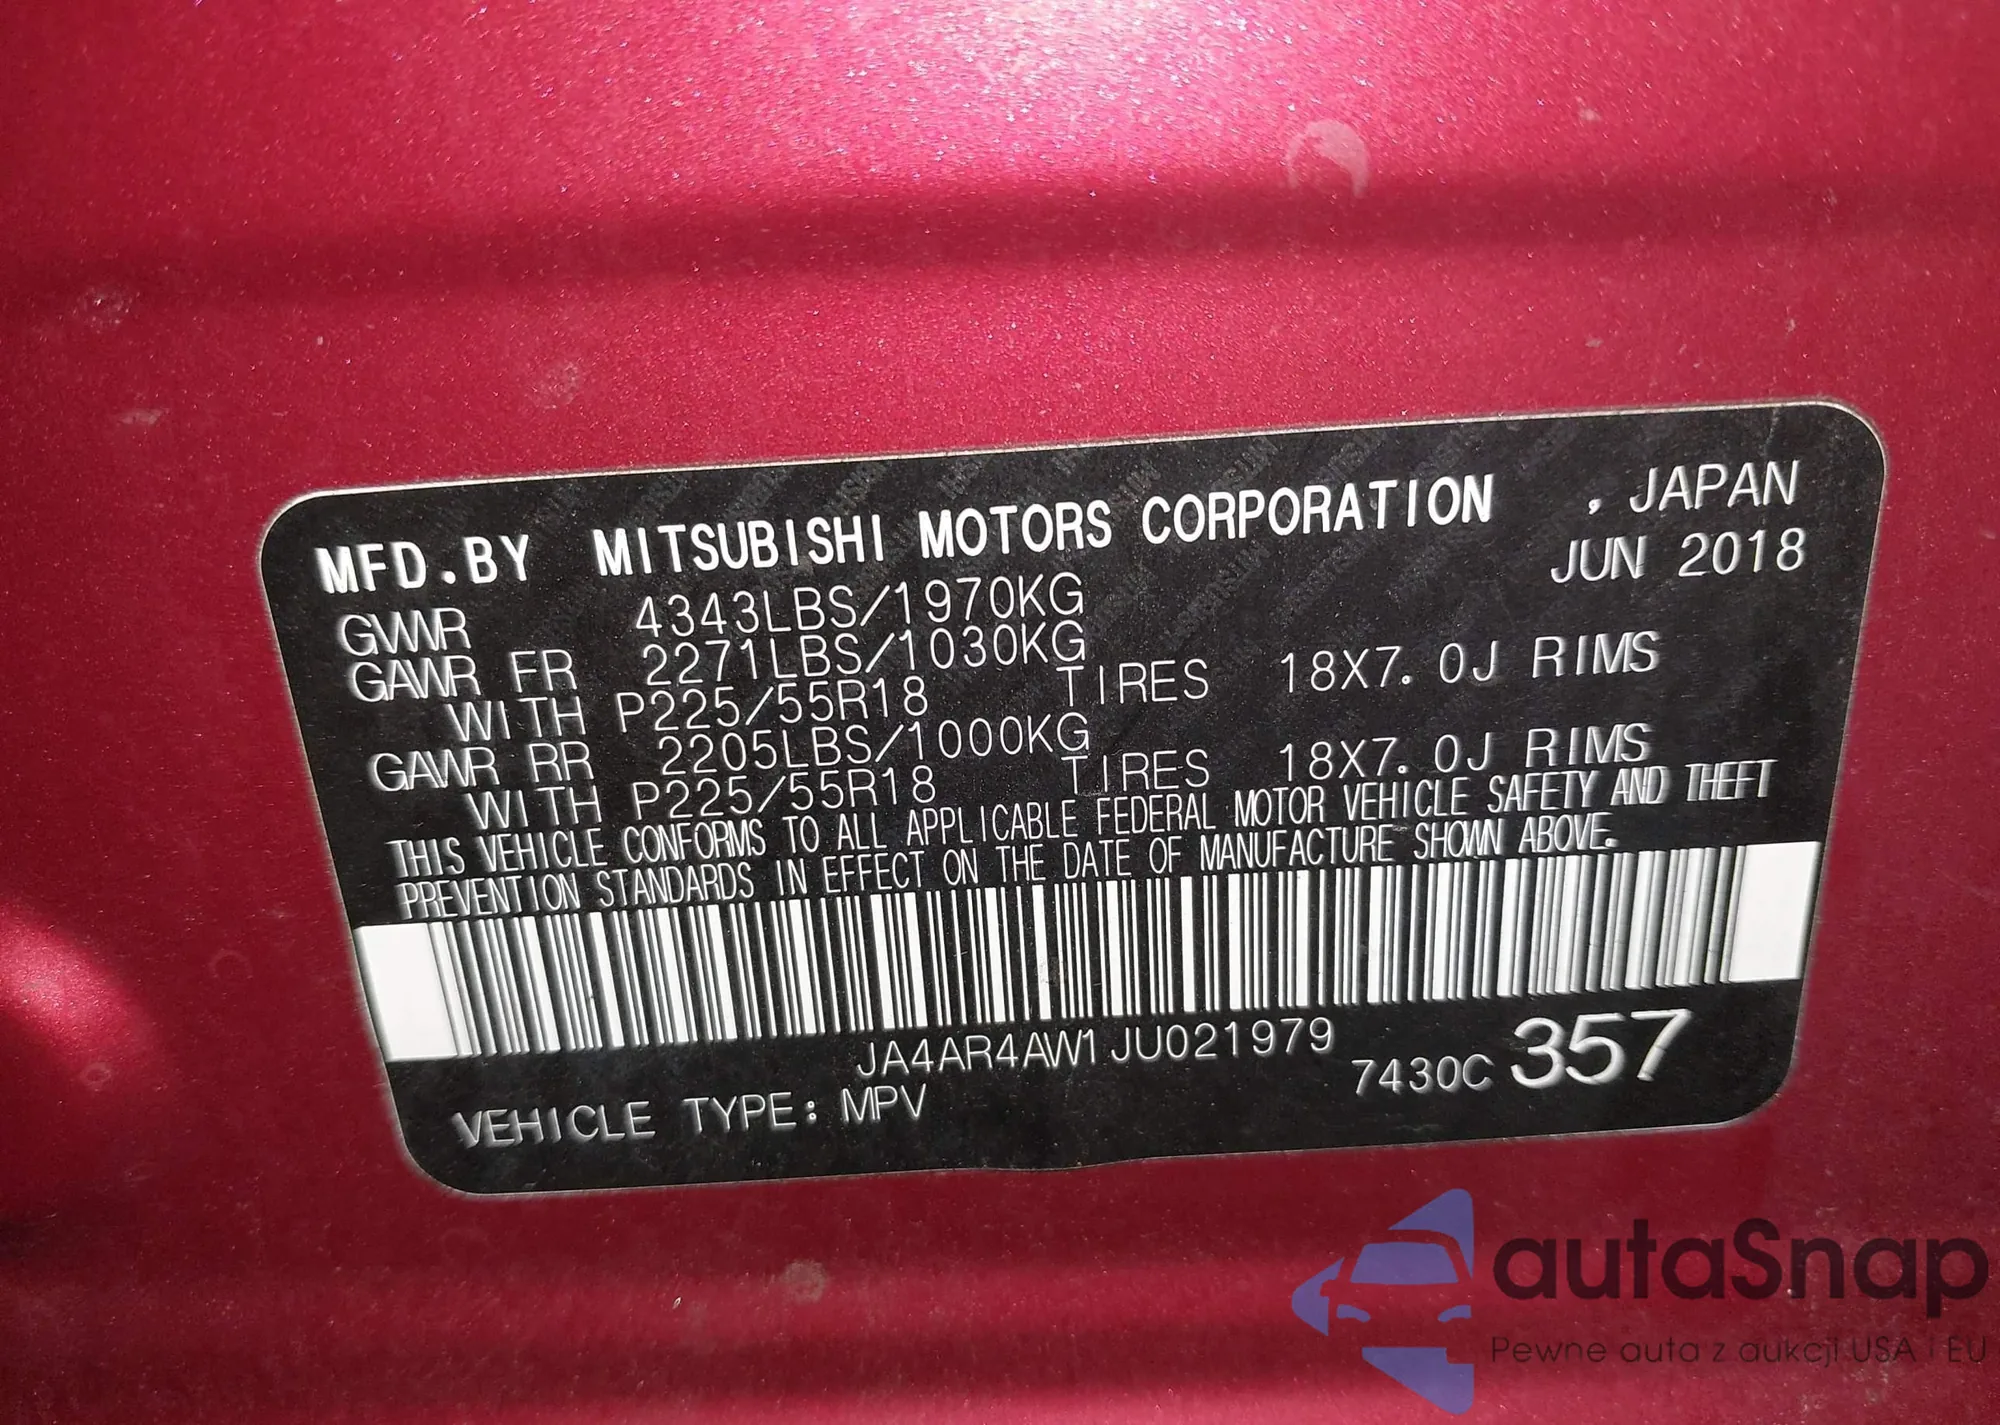 MFD.BY MITSUBISHI MOTORS CORPORATION , JAPAN
JUN 2018
GVWR 4343LBS/1970KG
GAWR FR 2271LBS/1030KG
WITH P225/55R18 TIRES 18X7.0J RIMS
GAWR RR 2205LBS/1000KG
WITH P225/55R18 TIRES 18X7.0J RIMS
THIS VEHICLE CONFORMS TO ALL APPLICABLE FEDERAL MOTOR VEHICLE SAFETY AND THEFT
PREVENTION STANDARDS IN EFFECT ON THE DATE OF MANUFACTURE SHOWN ABOVE.
JA4AR4AW1JU021979
7430C 357
VEHICLE TYPE: MPV
autaSnap
Pewne auta z aukcji USA i EU